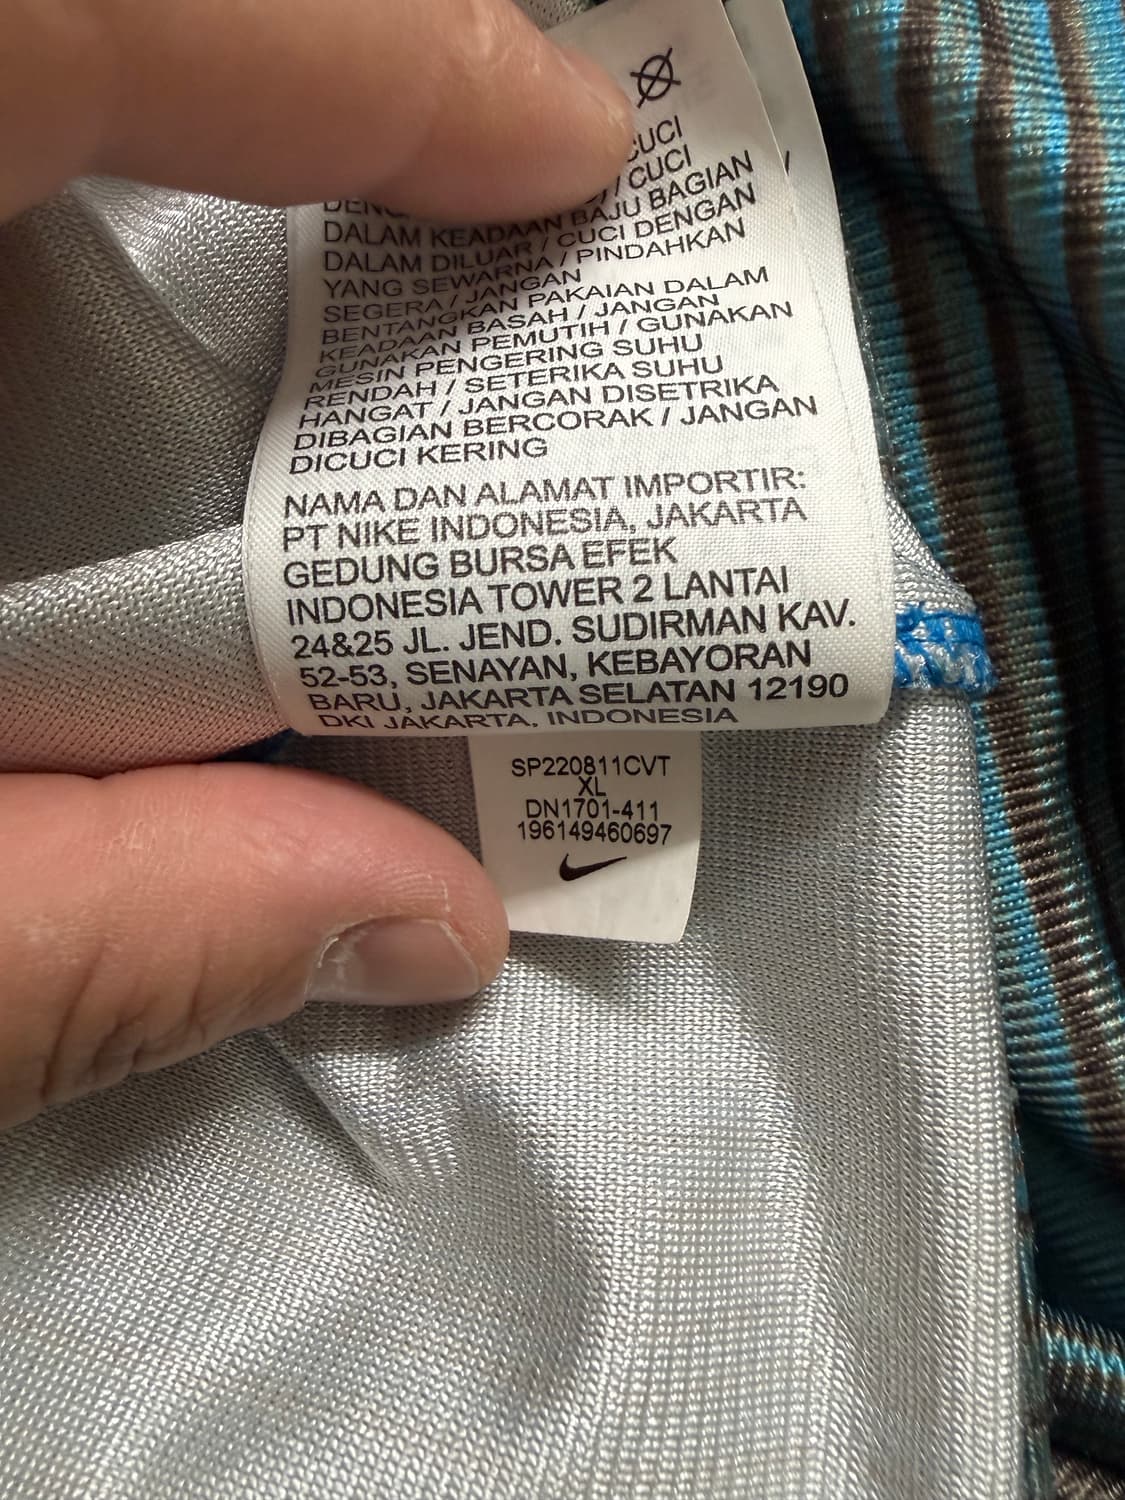 CUCI
/ CUCI
DALAM KEADAAN BAJU BAGIAN
DALAM DILUAR / CUCI DENGAN
YANG SEWARNA / PINDAHKAN
SEGERA / JANGAN
BENTANGKAN PAKAIAN DALAM
KEADAAN BASAH / JANGAN
GUNAKAN PEMUTIH / GUNAKAN
MESIN PENGERING SUHU
RENDAH / SETERIKA SUHU
HANGAT / JANGAN DISETRIKA
DIBAGIAN BERCORAK / JANGAN
DICUCI KERING
NAMA DAN ALAMAT IMPORTIR:
PT NIKE INDONESIA, JAKARTA
GEDUNG BURSA EFEK
INDONESIA TOWER 2 LANTAI
24&25 JL. JEND. SUDIRMAN KAV.
52-53, SENAYAN, KEBAYORAN
BARU, JAKARTA SELATAN 12190
DKI JAKARTA, INDONESIA
SP220811CVT
XL
DN1701-411
196149460697